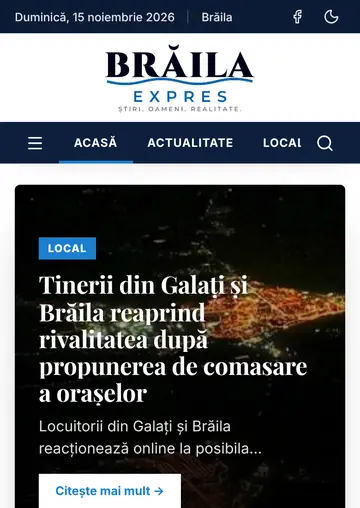 Duminică, 15 noiembrie 2026 | Brăila
BRĂILA
EXPRES
ȘTIRI. OAMENI. REALITATE.
ACASĂ ACTUALITATE LOCAL
LOCAL
Tinerii din Galați și
Brăila reaprind
rivalitatea după
propunerea de comasare
a orașelor
Locuitorii din Galați și Brăila
reacționează online la posibila...
Citește mai mult →